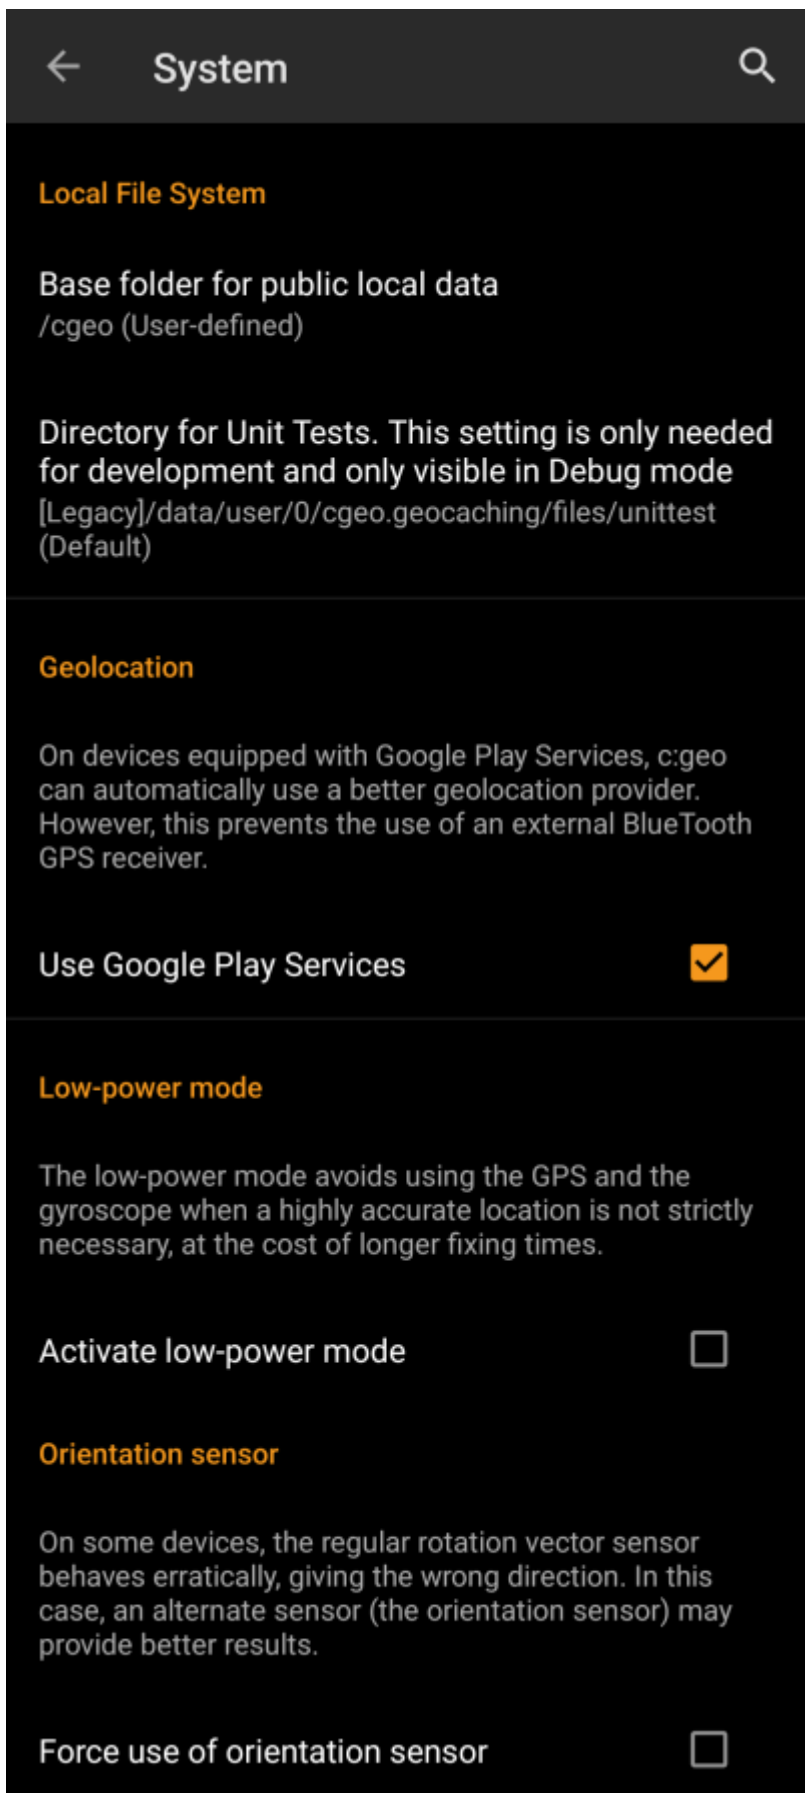 System
Local File System
Base folder for public local data
/cgeo (User-defined)
Directory for Unit Tests. This setting is only needed
for development and only visible in Debug mode
[Legacy]/data/user/0/cgeo.geocaching/files/unittest
(Default)
Geolocation
On devices equipped with Google Play Services, c:geo
can automatically use a better geolocation provider.
However, this prevents the use of an external BlueTooth
GPS receiver.
Use Google Play Services
Low-power mode
The low-power mode avoids using the GPS and the
gyroscope when a highly accurate location is not strictly
necessary, at the cost of longer fixing times.
Activate low-power mode
Orientation sensor
On some devices, the regular rotation vector sensor
behaves erratically, giving the wrong direction. In this
case, an alternate sensor (the orientation sensor) may
provide better results.
Force use of orientation sensor